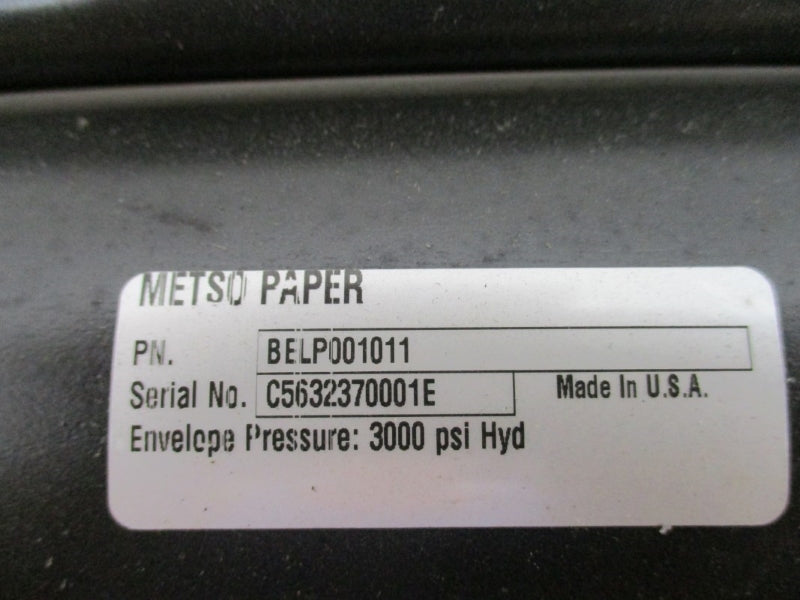 METSO PAPER
PN. BELP001011
Serial No. C5632370001E Made In U.S.A.
Envelope Pressure: 3000 psi Hyd